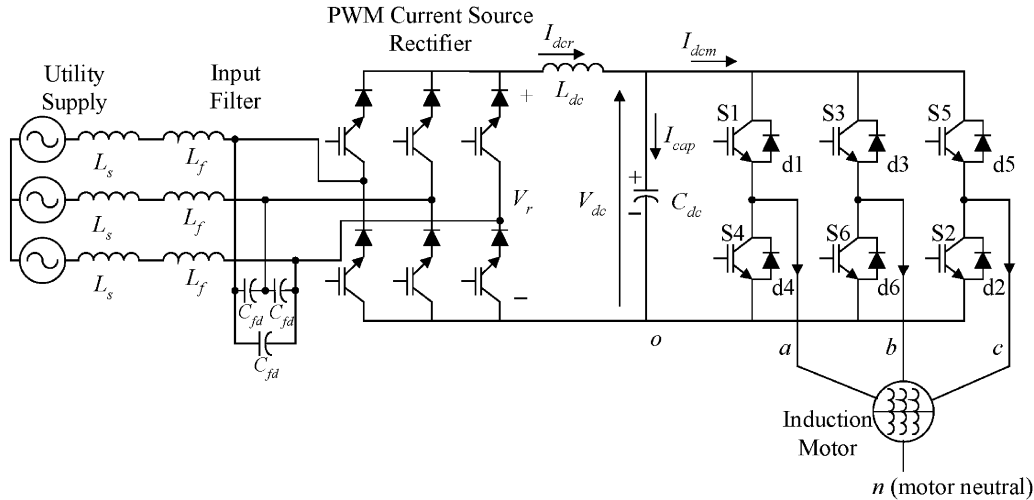 PWM Current Source
Rectifier
Utility
Supply
Input
Filter
I_dcr
I_dcm
L_dc
+
S1
S3
S5
I_cap
d1
d3
d5
L_s
L_f
L_s
L_f
L_s
L_f
V_r
V_dc
+
−
C_dc
S4
S6
S2
d4
d6
d2
−
C_fd
C_fd
C_fd
o
a
b
c
Induction
Motor
n (motor neutral)